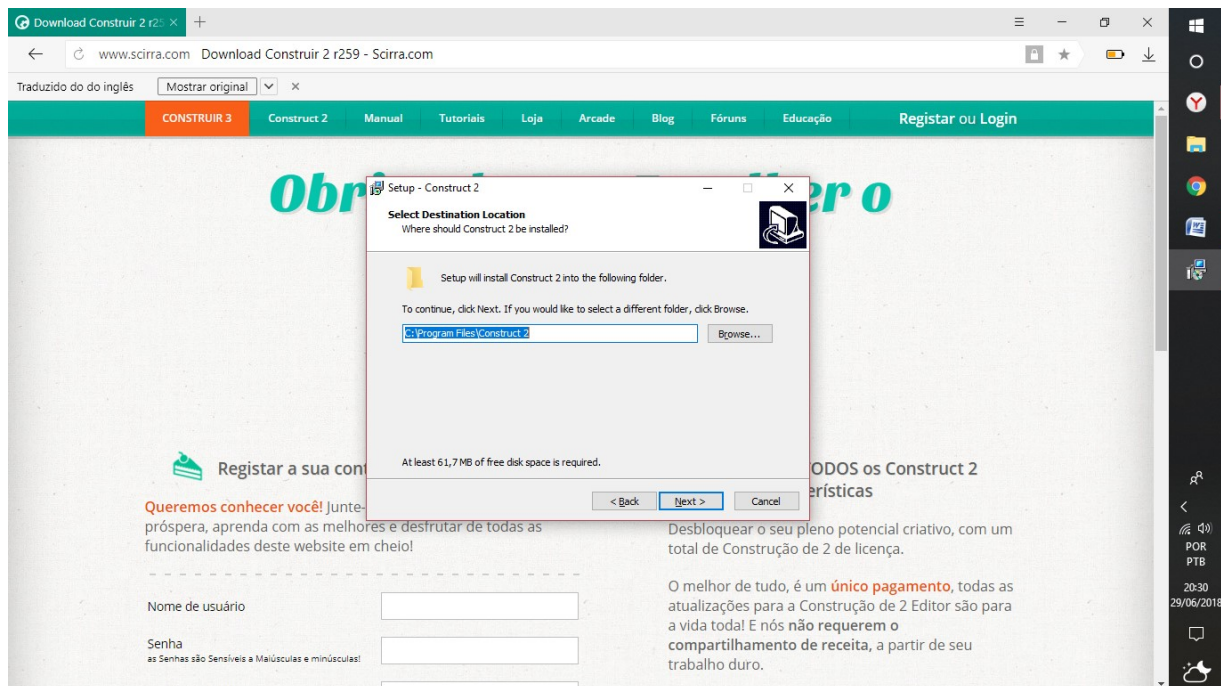 Download Construir 2 r25
www.scirra.com Download Construir 2 r259 - Scirra.com
Traduzido do do inglês Mostrar original
CONSTRUIR 3 Construct 2 Manual Tutoriais Loja Arcade Blog Fóruns Educação Registar ou Login
Setup - Construct 2
Select Destination Location
Where should Construct 2 be installed?
Setup will install Construct 2 into the following folder.
To continue, click Next. If you would like to select a different folder, click Browse.
C:\Program Files\Construct 2
Browse...
At least 61,7 MB of free disk space is required.
< Back Next > Cancel
Registar a sua
Queremos conhecer você! Junte-
próspera, aprenda com as melhores e desfrutar de todas as
funcionalidades deste website em cheio!
Nome de usuário
Senha
as Senhas são Sensíveis a Maiúsculas e minúsculas!
os Construct 2
Desbloquear o seu pleno potencial criativo, com um
total de Construção de 2 de licença.
O melhor de tudo, é um único pagamento, todas as
atualizações para a Construção de 2 Editor são para
a vida toda! E nós não requerem o
compartilhamento de receita, a partir de seu
trabalho duro.
POR
PTB
20:30
29/06/2018